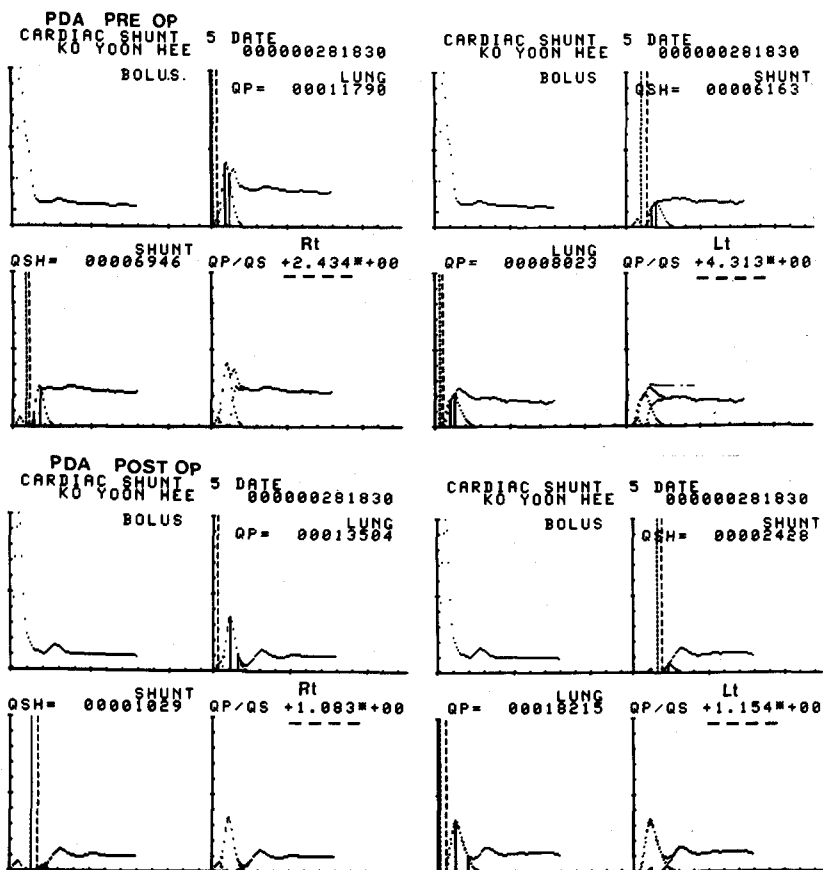 PDA PRE OP
CARDIAC SHUNT 5 DATE
KO YOON HEE 000000281830
BOLUS.
LUNG
QP= 00011790
SHUNT
QSH= 00006946
Rt
QP/QS +2.434*+00
CARDIAC SHUNT 5 DATE
KO YOON HEE 000000281830
BOLUS
SHUNT
QSH= 00006163
LUNG
QP= 00008023
Lt
QP/QS +4.313*+00
PDA POST OP
CARDIAC SHUNT 5 DATE
KO YOON HEE 000000281830
BOLUS
LUNG
QP= 00013504
SHUNT
QSH= 00001029
Rt
QP/QS +1.083*+00
CARDIAC SHUNT 5 DATE
KO YOON HEE 000000281830
BOLUS
SHUNT
QSH= 00002428
LUNG
QP= 00018215
Lt
QP/QS +1.154*+00